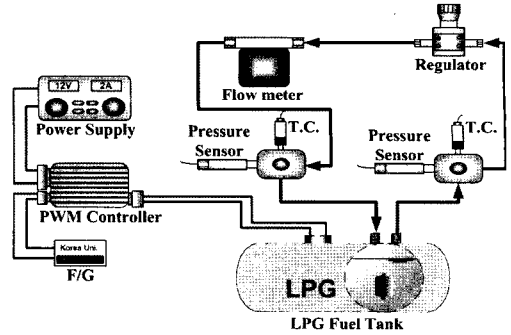 Regulator
Flow meter
12V 2A
Power Supply
Pressure Sensor
T.C.
Pressure Sensor
T.C.
PWM Controller
Korea Uni.
F/G
LPG
LPG Fuel Tank